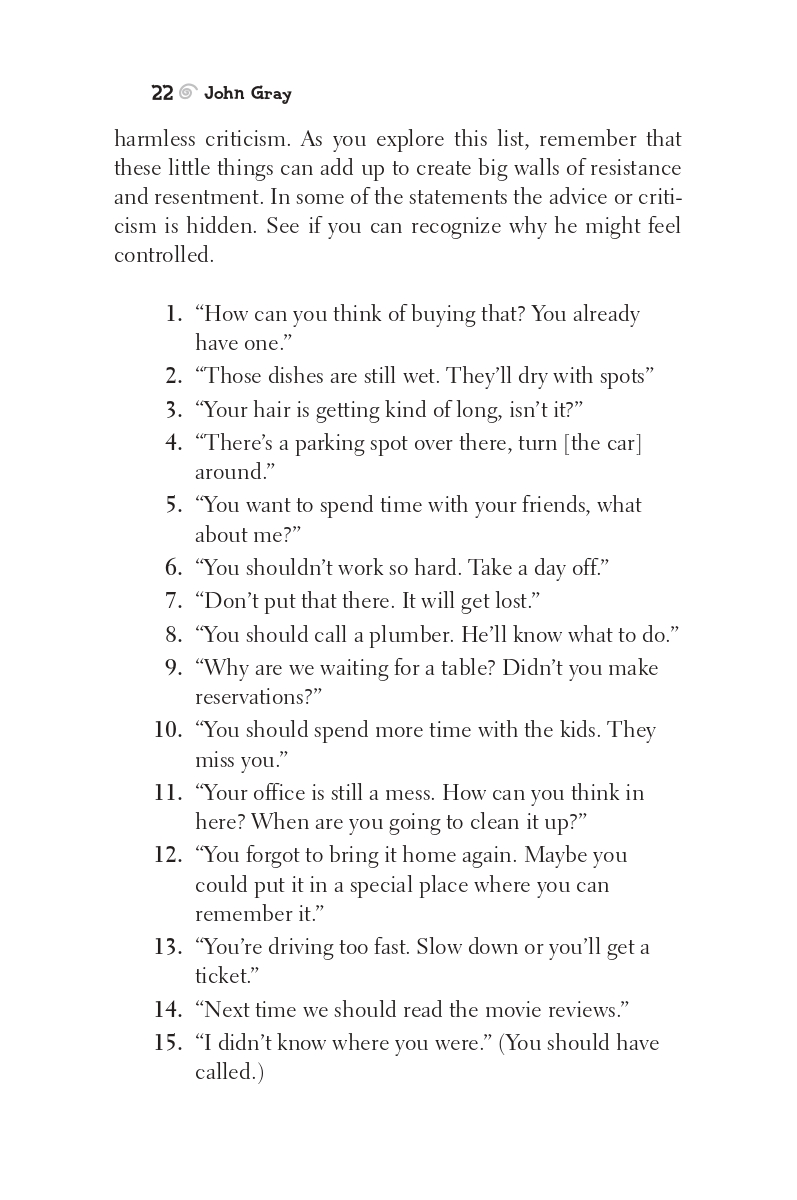 22 John Gray
harmless criticism. As you explore this list, remember that
these little things can add up to create big walls of resistance
and resentment. In some of the statements the advice or criti-
cism is hidden. See if you can recognize why he might feel
controlled.
1. “How can you think of buying that? You already
have one.”
2. “Those dishes are still wet. They’ll dry with spots”
3. “Your hair is getting kind of long, isn’t it?”
4. “There’s a parking spot over there, turn [the car]
around.”
5. “You want to spend time with your friends, what
about me?”
6. “You shouldn’t work so hard. Take a day off.”
7. “Don’t put that there. It will get lost.”
8. “You should call a plumber. He’ll know what to do.”
9. “Why are we waiting for a table? Didn’t you make
reservations?”
10. “You should spend more time with the kids. They
miss you.”
11. “Your office is still a mess. How can you think in
here? When are you going to clean it up?”
12. “You forgot to bring it home again. Maybe you
could put it in a special place where you can
remember it.”
13. “You’re driving too fast. Slow down or you’ll get a
ticket.”
14. “Next time we should read the movie reviews.”
15. “I didn’t know where you were.” (You should have
called.)